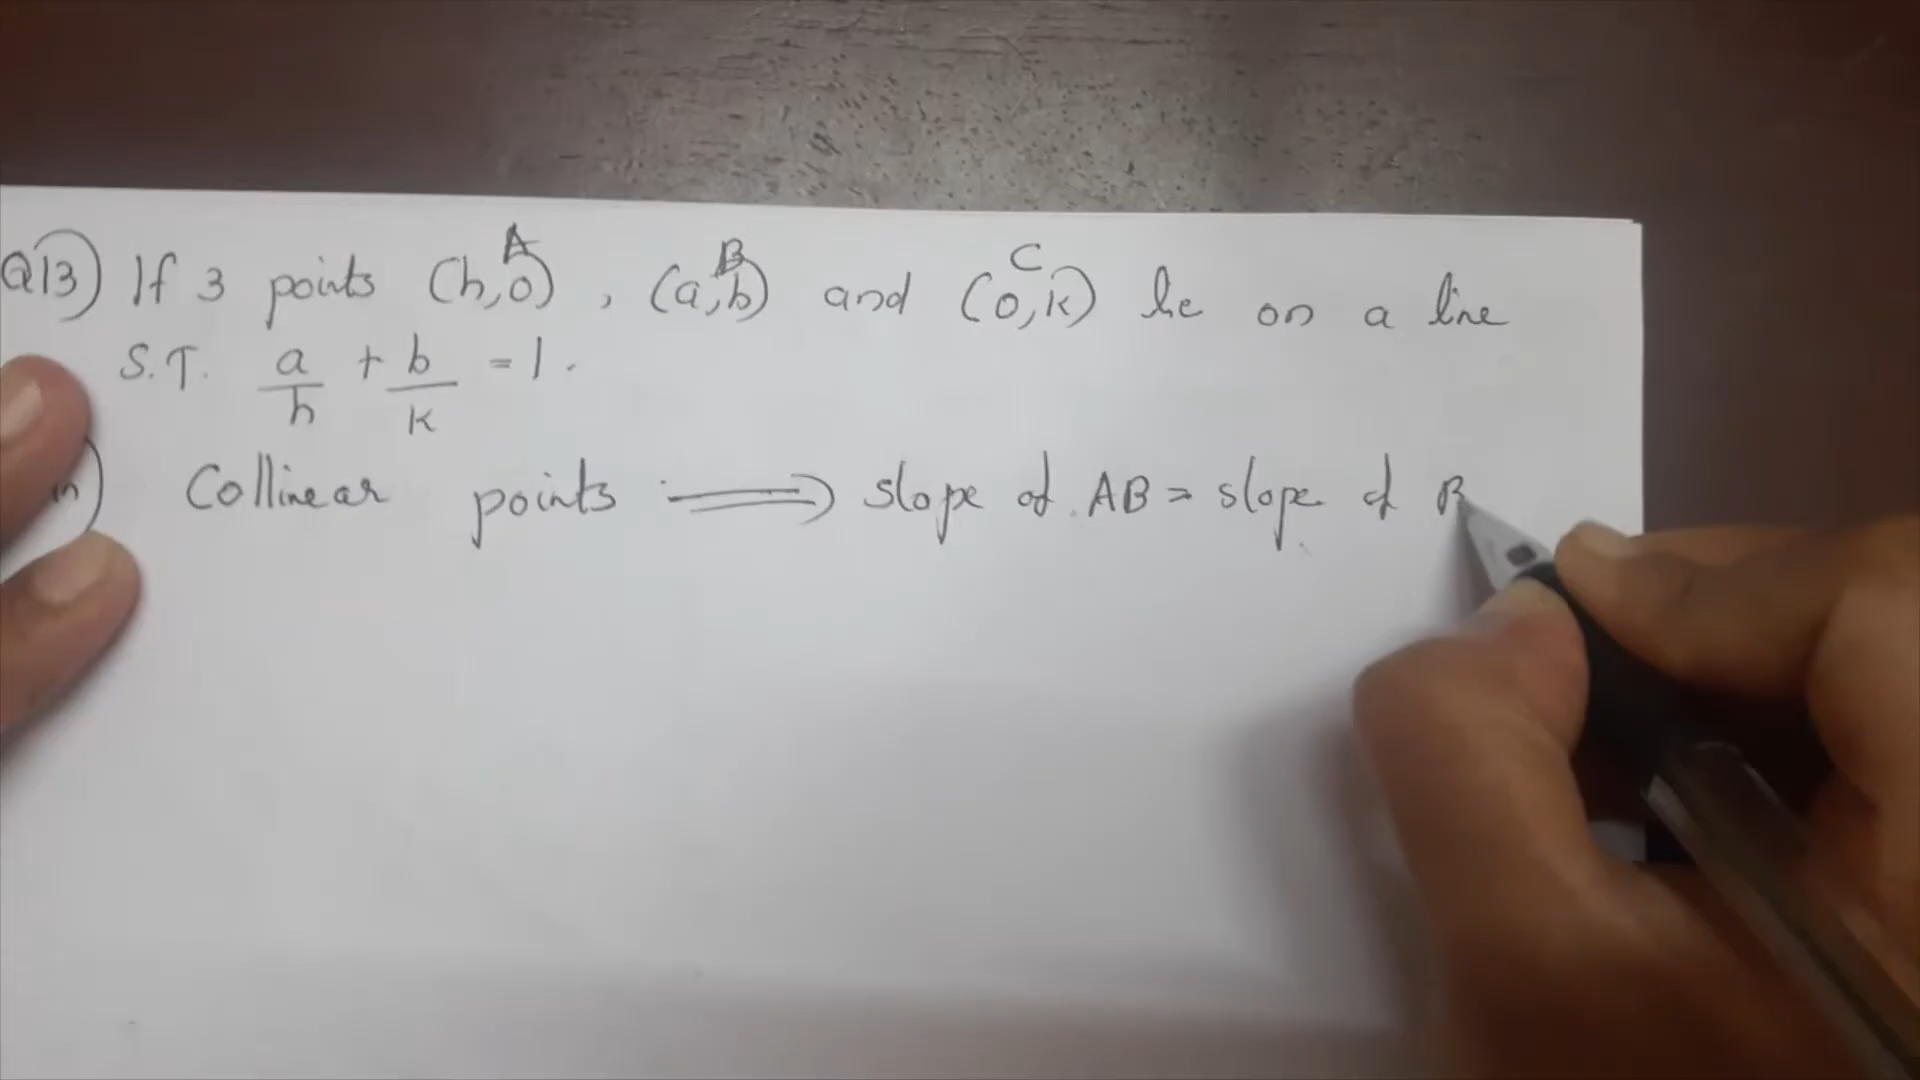 Q13) If 3 points (h,0) A, (a,b) B and (0,k) C lie on a line
S.T. a/h + b/k = 1.
Collinear points ⟹ slope of AB = slope of B